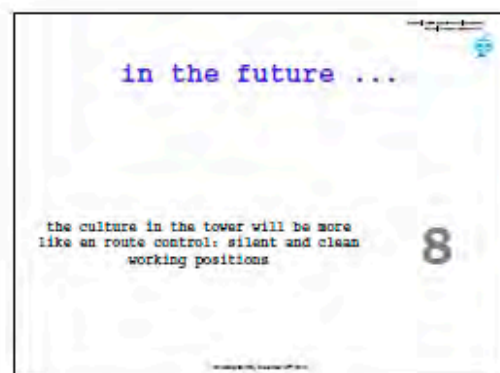 in the future ...
the culture in the tower will be more
like en route control: silent and clean
working positions
8